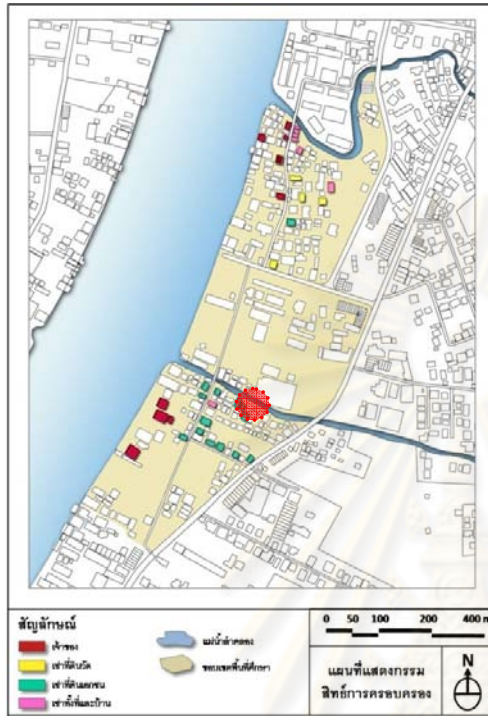 สัญลักษณ์
เจ้าของ
เช่าที่ดินวัด
เช่าที่ดินเอกชน
เช่าทั้งที่และบ้าน
แม่น้ำลำคลอง
ขอบเขตพื้นที่ศึกษา
0 50 100 200 400 m
แผนที่แสดงกรรม
สิทธ์การครอบครอง
N